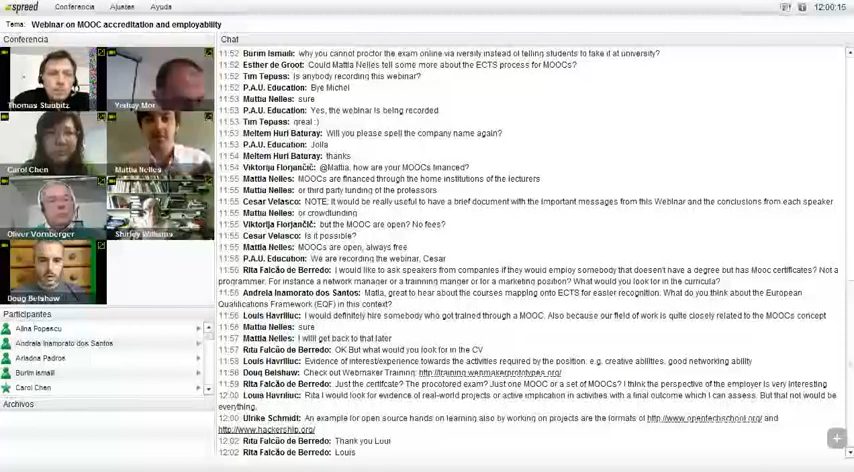 spreed Conferencia Ajustes Ayuda 12:00:15
Tema: Webinar on MOOC accreditation and employability
Conferencia
Thomas Staubitz
Yishay Mor
Carol Chen
Mattia Nelles
Oliver Vornberger
Shirley Williams
Doug Belshaw
Participantes
Alina Popescu
Andreia Inamorato dos Santos
Ariadna Padros
Burim Ismaili
Carol Chen
Archivos
Chat
11:52 Burim Ismaili: why you cannot proctor the exam online via iversity instead of telling students to take it at university?
11:52 Esther de Groot: Could Mattia Nelles tell some more about the ECTS process for MOOCs?
11:52 Tim Tepuss: Is anybody recording this webinar?
11:52 P.A.U. Education: Bye Michel
11:53 Mattia Nelles: sure
11:53 P.A.U. Education: Yes, the webinar is being recorded
11:53 Tim Tepuss: great :)
11:53 Meltem Huri Baturay: Will you please spell the company name again?
11:53 P.A.U. Education: Jolla
11:54 Meltem Huri Baturay: thanks
11:54 Viktorija Florjančič: @Mattia, how are your MOOCs financed?
11:55 Mattia Nelles: MOOCs are financed through the home institutions of the lecturers
11:55 Mattia Nelles: or third party funding of the professors
11:55 Cesar Velasco: NOTE: It would be really useful to have a brief document with the important messages from this Webinar and the conclusions from each speaker
11:55 Mattia Nelles: or crowdfunding
11:55 Viktorija Florjančič: but the MOOC are open? No fees?
11:55 Cesar Velasco: Is it possible?
11:55 Mattia Nelles: MOOCs are open, always free
11:56 P.A.U. Education: We are recording the webinar, Cesar
11:56 Rita Falcão de Berredo: I would like to ask speakers from companies if they would employ somebody that doesn't have a degree but has Mooc certificates? Not a
programmer. For instance a network manager or a training manger or for a marketing position? What would you look for in the curricula?
11:56 Andreia Inamorato dos Santos: Matia, great to hear about the courses mapping onto ECTS for easier recognition. What do you think about the European
Qualifications Framework (EQF) in this context?
11:56 Louis Havriliuc: I would definitely hire somebody who got trained through a MOOC. Also because our field of work is quite closely related to the MOOCs concept
11:56 Mattia Nelles: sure
11:57 Mattia Nelles: I willl get back to that later
11:57 Rita Falcão de Berredo: OK But what would you look for in the CV
11:58 Louis Havriliuc: Evidence of interest/experience towards the activities required by the position. e.g. creative abilities, good networking ability
11:58 Doug Belshaw: Check out Webmaker Training: http://training.webmakerprototypes.org/
11:59 Rita Falcão de Berredo: Just the certifcate? The proctored exam? Just one MOOC or a set of MOOCs? I think the perspective of the employer is very interesting
12:00 Louis Havriliuc: Rita I would look for evidence of real-world projects or active implication in activities with a final outcome which I can assess. But that not would be
everything.
12:00 Ulrike Schmidt: An example for open source hands on learning also by working on projects are the formats of http://www.opentechschool.org/ and
http://www.hackership.org/
12:02 Rita Falcão de Berredo: Thank you Loui
12:02 Rita Falcão de Berredo: Louis